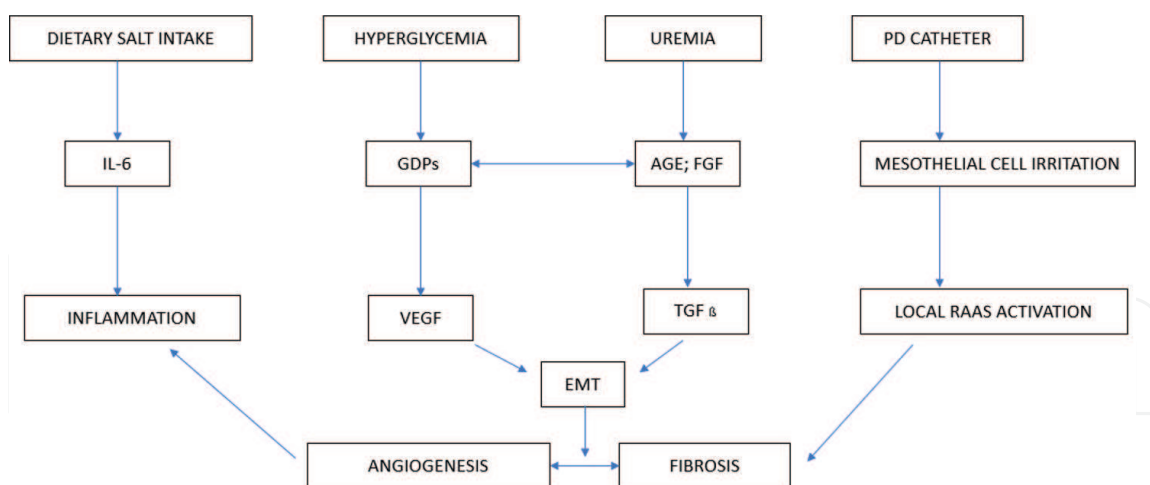 DIETARY SALT INTAKE
HYPERGLYCEMIA
UREMIA
PD CATHETER
IL-6
GDPs
AGE; FGF
MESOTHELIAL CELL IRRITATION
INFLAMMATION
VEGF
TGF ß
LOCAL RAAS ACTIVATION
EMT
ANGIOGENESIS
FIBROSIS